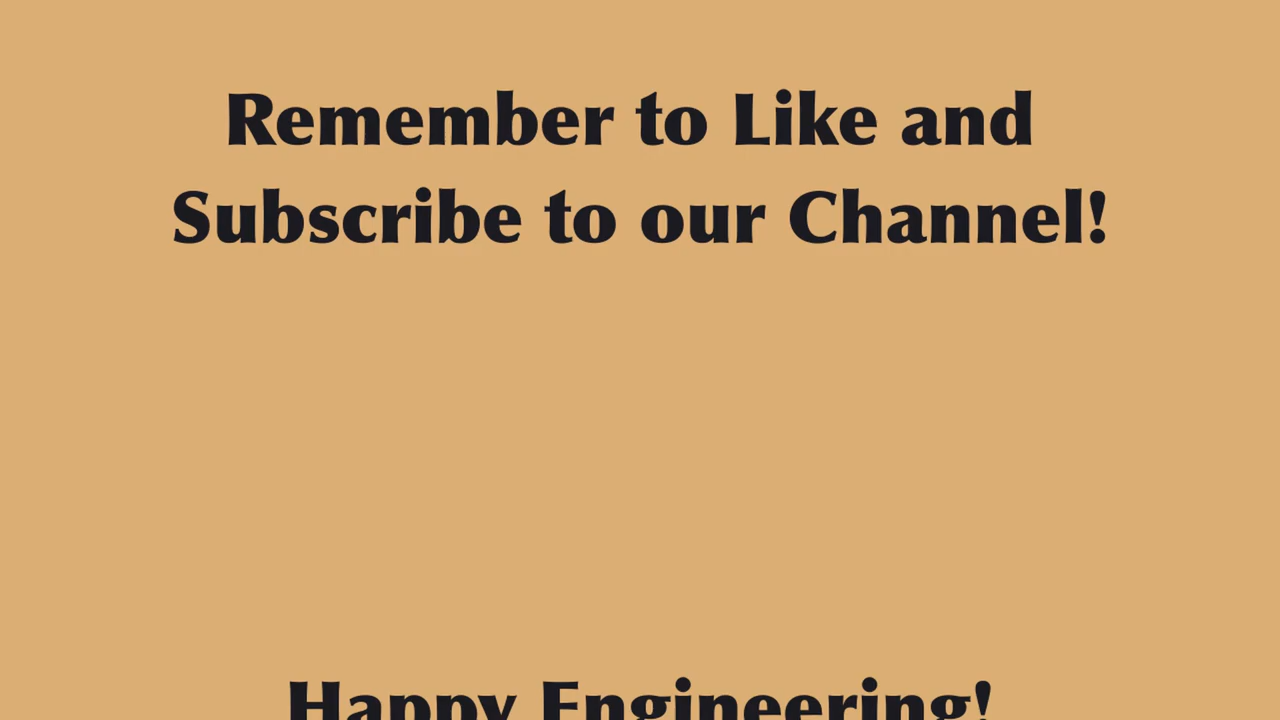 Remember to Like and
Subscribe to our Channel!
Happy Engineering!